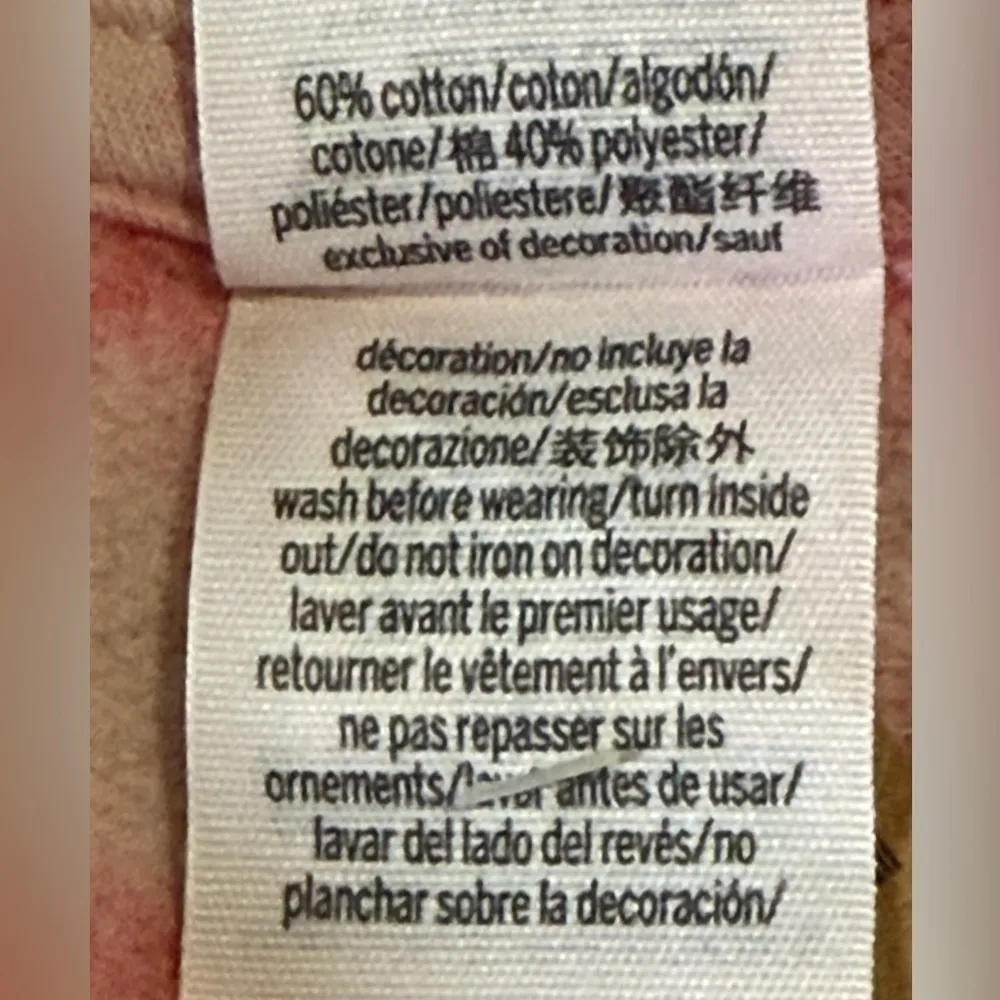 60% cotton/coton/algodón/
cotone/棉 40% polyester/
poliéster/poliestere/聚酯纤维
exclusive of decoration/sauf
décoration/no incluye la
decoración/esclusa la
decorazione/装饰除外
wash before wearing/turn inside
out/do not iron on decoration/
laver avant le premier usage/
retourner le vêtement à l'envers/
ne pas repasser sur les
ornements/lavar antes de usar/
lavar del lado del revés/no
planchar sobre la decoración/